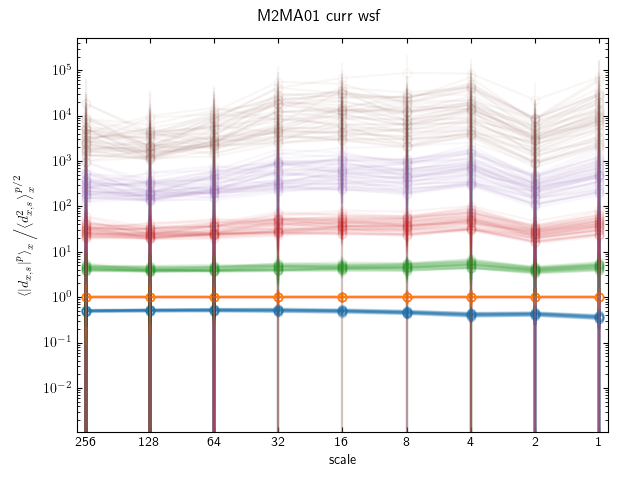 M2MA01 curr wsf
10^5
10^4
10^3
10^2
10^1
10^0
10^{-1}
10^{-2}
⟨|d_{x,s}|^p⟩_x / ⟨d_{x,s}^2⟩_x^{p/2}
256 128 64 32 16 8 4 2 1
scale